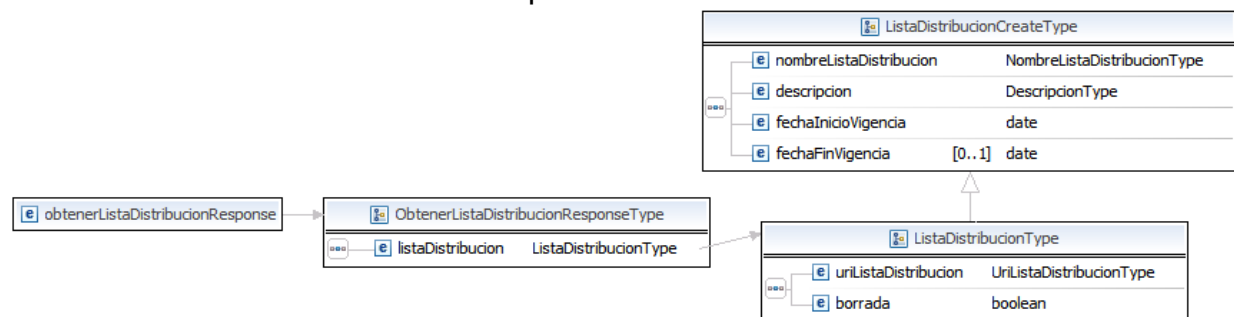 ListaDistribucionCreateType
e nombreListaDistribucion NombreListaDistribucionType
e descripcion DescripcionType
e fechaInicioVigencia date
e fechaFinVigencia [0..1] date
e obtenerListaDistribucionResponse
ObtenerListaDistribucionResponseType
e listaDistribucion ListaDistribucionType
ListaDistribucionType
e uriListaDistribucion UriListaDistribucionType
e borrada boolean